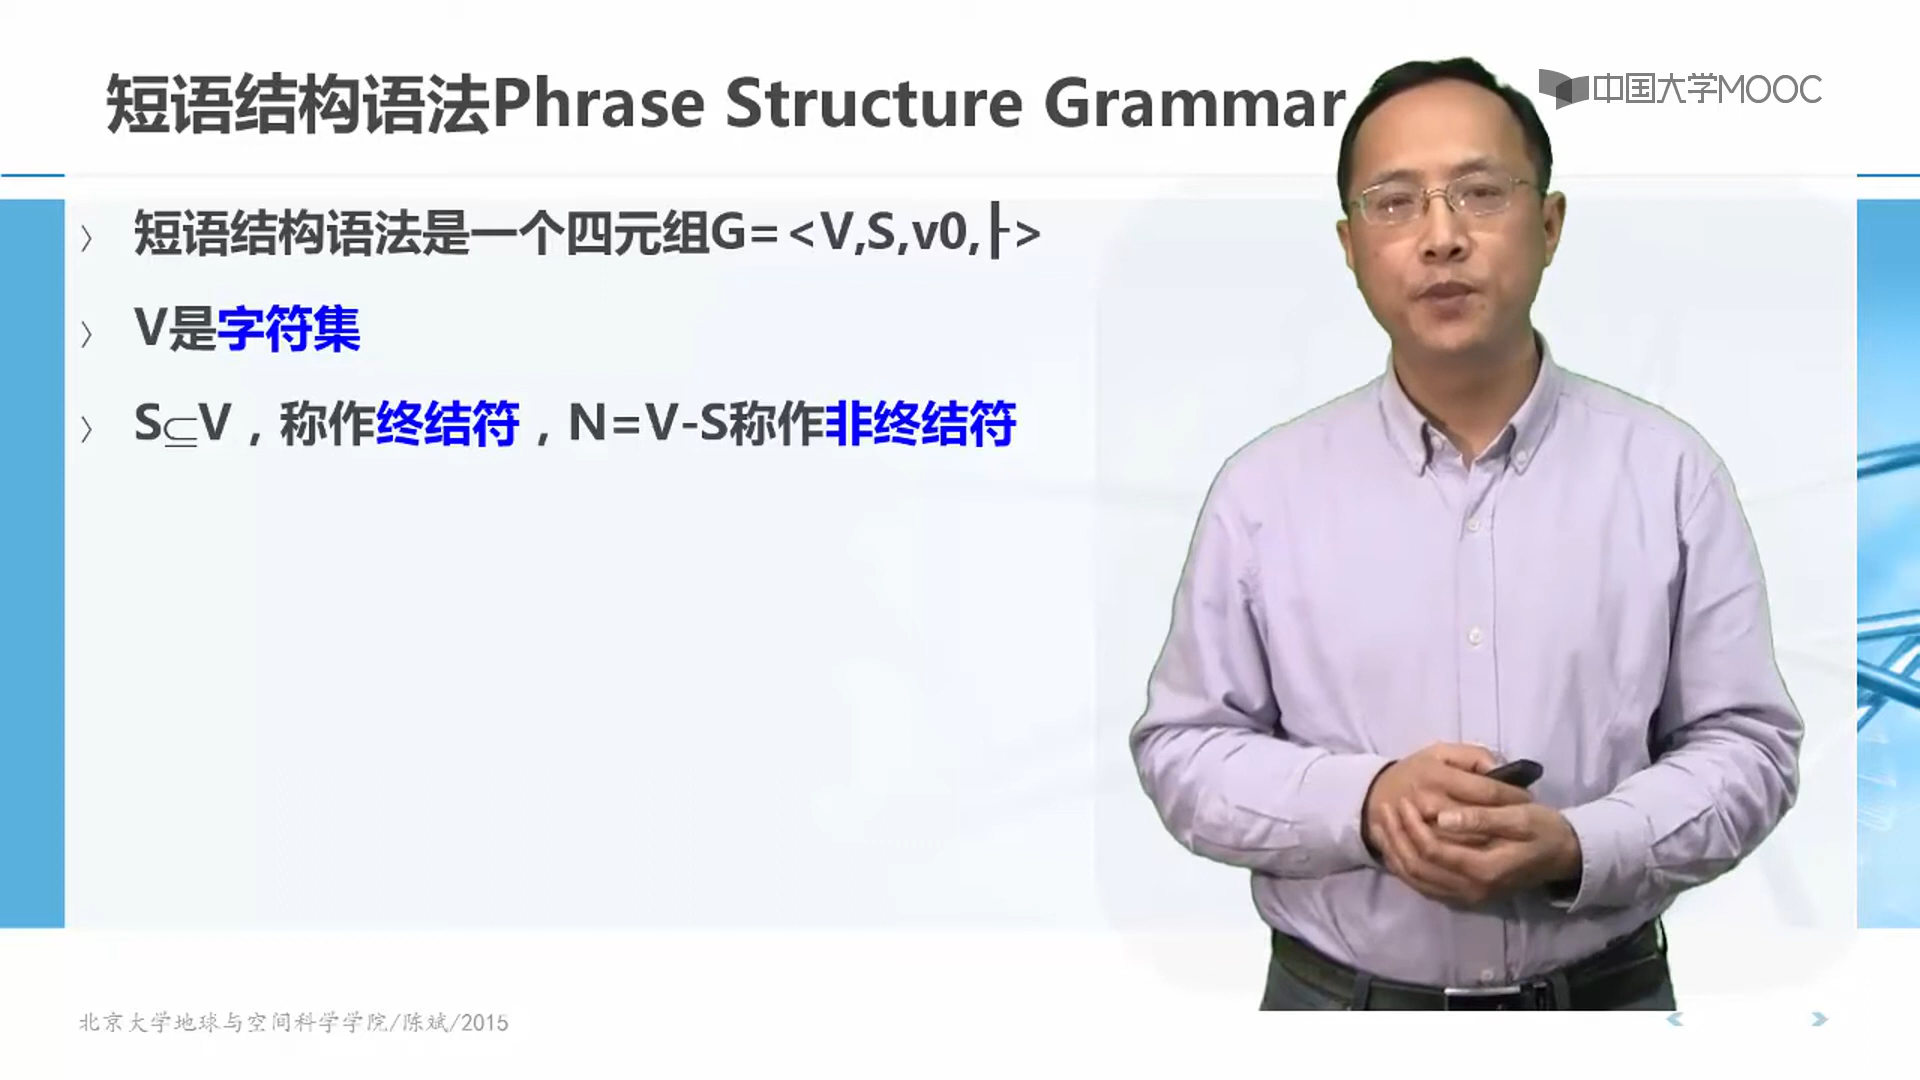 短语结构语法Phrase Structure Grammar
中国大学MOOC
短语结构语法是一个四元组G=<V,S,v0,├>
V是字符集
S⊆V，称作终结符，N=V-S称作非终结符
北京大学地球与空间科学学院/陈斌/2015